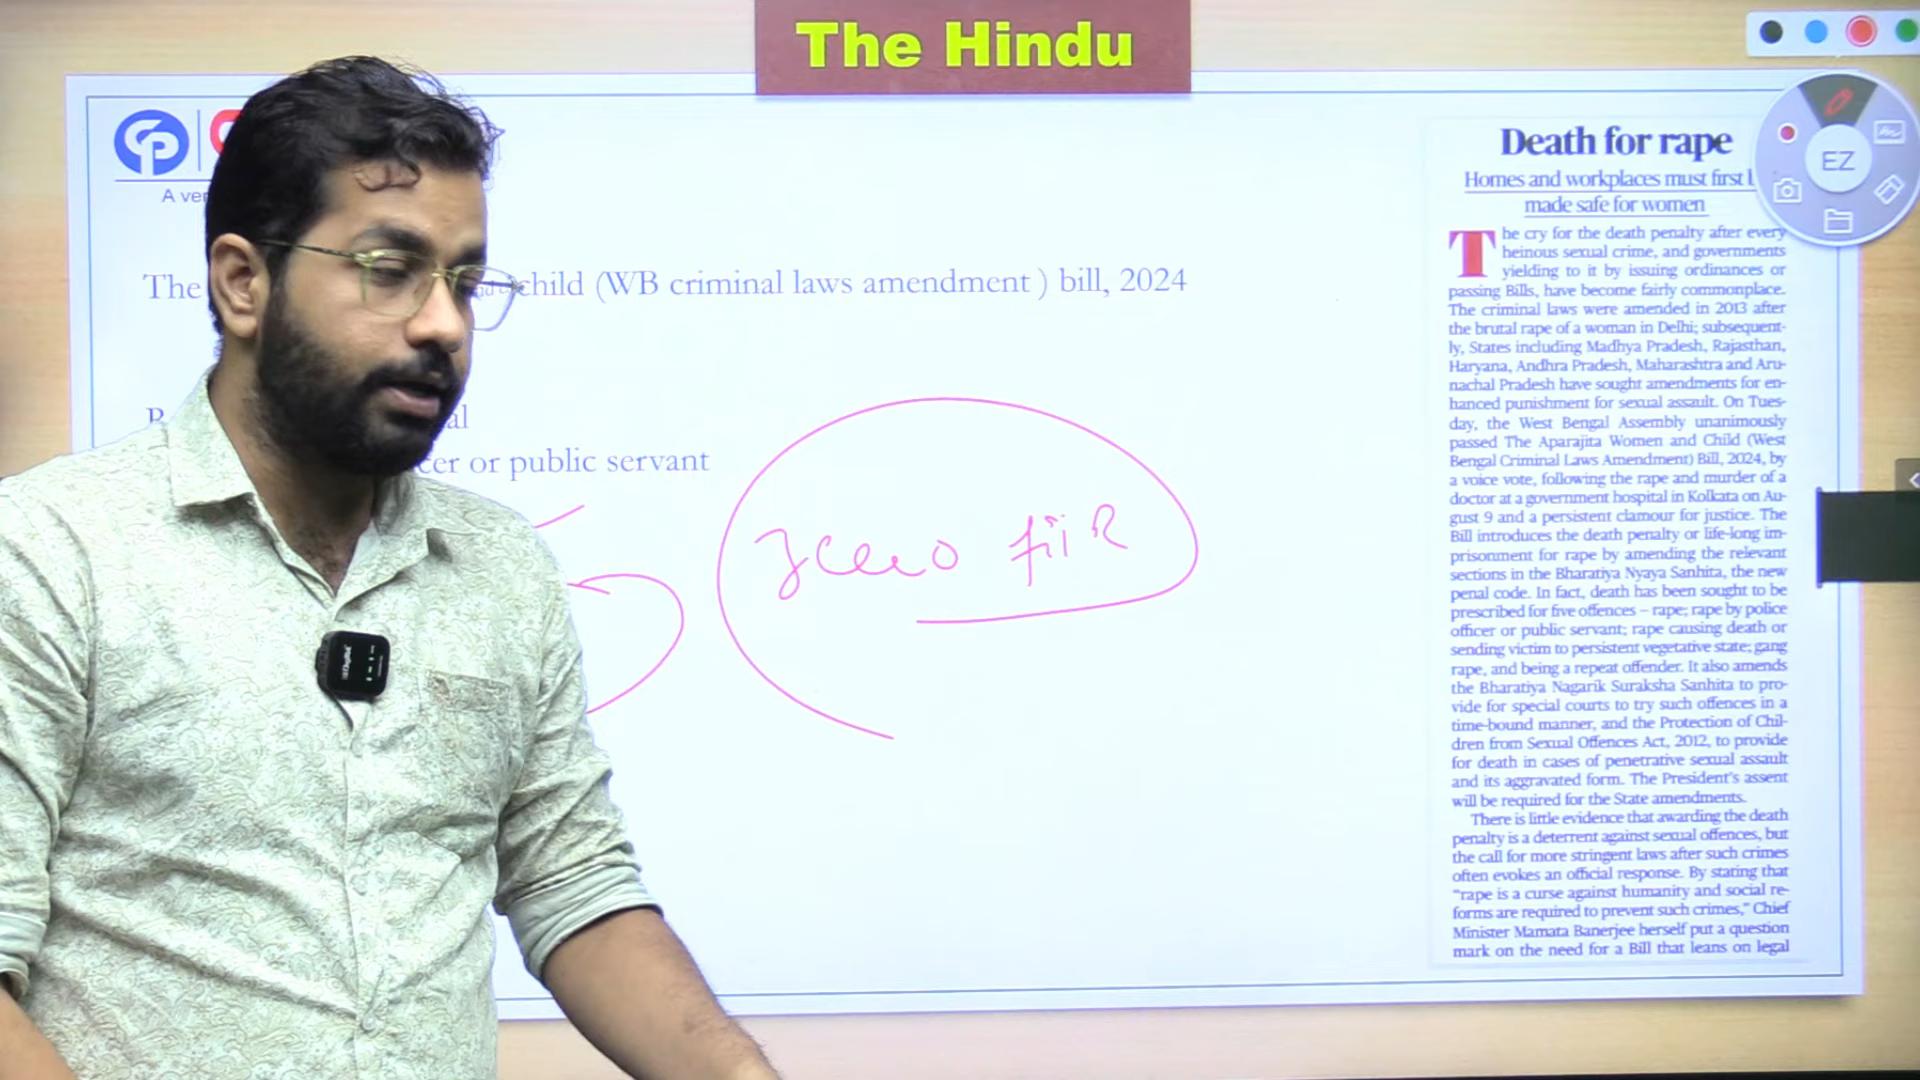 The Hindu
A ver
The child (WB criminal laws amendment ) bill, 2024
al
cer or public servant
Zero FIR
EZ
Death for rape
Homes and workplaces must first b
made safe for women
The cry for the death penalty after every
heinous sexual crime, and governments
yielding to it by issuing ordinances or
passing Bills, have become fairly commonplace.
The criminal laws were amended in 2013 after
the brutal rape of a woman in Delhi; subsequent-
ly, States including Madhya Pradesh, Rajasthan,
Haryana, Andhra Pradesh, Maharashtra and Aru-
nachal Pradesh have sought amendments for en-
hanced punishment for sexual assault. On Tues-
day, the West Bengal Assembly unanimously
passed The Aparajita Women and Child (West
Bengal Criminal Laws Amendment) Bill, 2024, by
a voice vote, following the rape and murder of a
doctor at a government hospital in Kolkata on Au-
gust 9 and a persistent clamour for justice. The
Bill introduces the death penalty or life-long im-
prisonment for rape by amending the relevant
sections in the Bharatiya Nyaya Sanhita, the new
penal code. In fact, death has been sought to be
prescribed for five offences – rape; rape by police
officer or public servant; rape causing death or
sending victim to persistent vegetative state; gang
rape, and being a repeat offender. It also amends
the Bharatiya Nagarik Suraksha Sanhita to pro-
vide for special courts to try such offences in a
time-bound manner, and the Protection of Chil-
dren from Sexual Offences Act, 2012, to provide
for death in cases of penetrative sexual assault
and its aggravated form. The President's assent
will be required for the State amendments.
There is little evidence that awarding the death
penalty is a deterrent against sexual offences, but
the call for more stringent laws after such crimes
often evokes an official response. By stating that
"rape is a curse against humanity and social re-
forms are required to prevent such crimes," Chief
Minister Mamata Banerjee herself put a question
mark on the need for a Bill that leans on legal